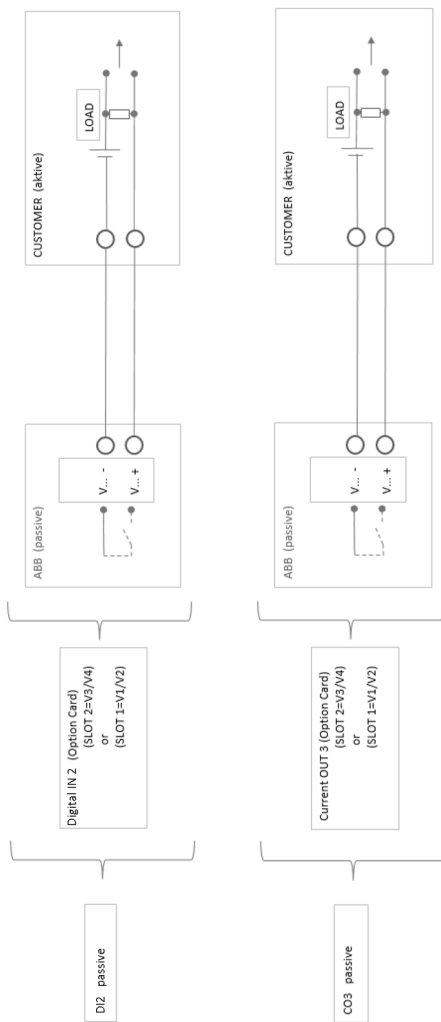 DI2 passive
Digital IN 2 (Option Card)
(SLOT 2=V3/V4)
or
(SLOT 1=V1/V2)
ABB (passive)
V... -
V... +
CUSTOMER (aktive)
LOAD
CO3 passive
Current OUT 3 (Option Card)
(SLOT 2=V3/V4)
or
(SLOT 1=V1/V2)
ABB (passive)
V... -
V... +
CUSTOMER (aktive)
LOAD